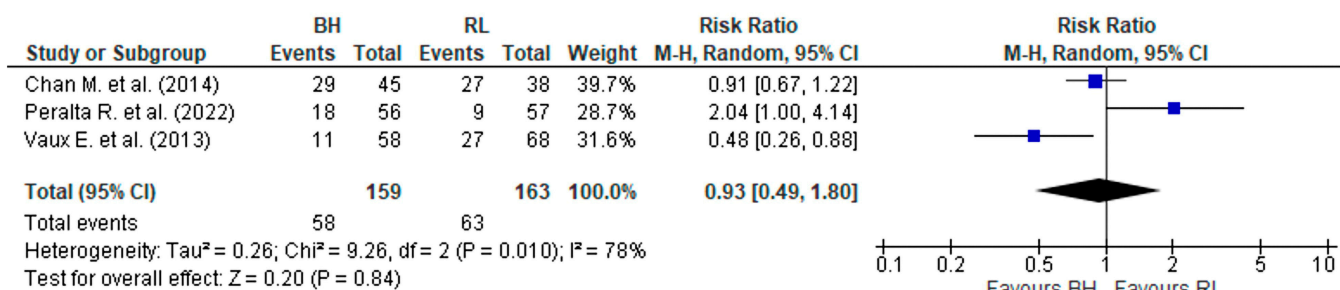 BH RL Risk Ratio Risk Ratio
Study or Subgroup Events Total Events Total Weight M-H, Random, 95% CI M-H, Random, 95% CI
Chan M. et al. (2014) 29 45 27 38 39.7% 0.91 [0.67, 1.22]
Peralta R. et al. (2022) 18 56 9 57 28.7% 2.04 [1.00, 4.14]
Vaux E. et al. (2013) 11 58 27 68 31.6% 0.48 [0.26, 0.88]
Total (95% CI) 159 163 100.0% 0.93 [0.49, 1.80]
Total events 58 63
Heterogeneity: Tau² = 0.26; Chi² = 9.26, df = 2 (P = 0.010); I² = 78%
Test for overall effect: Z = 0.20 (P = 0.84)
0.1 0.2 0.5 1 2 5 10
Favours BH Favours RL